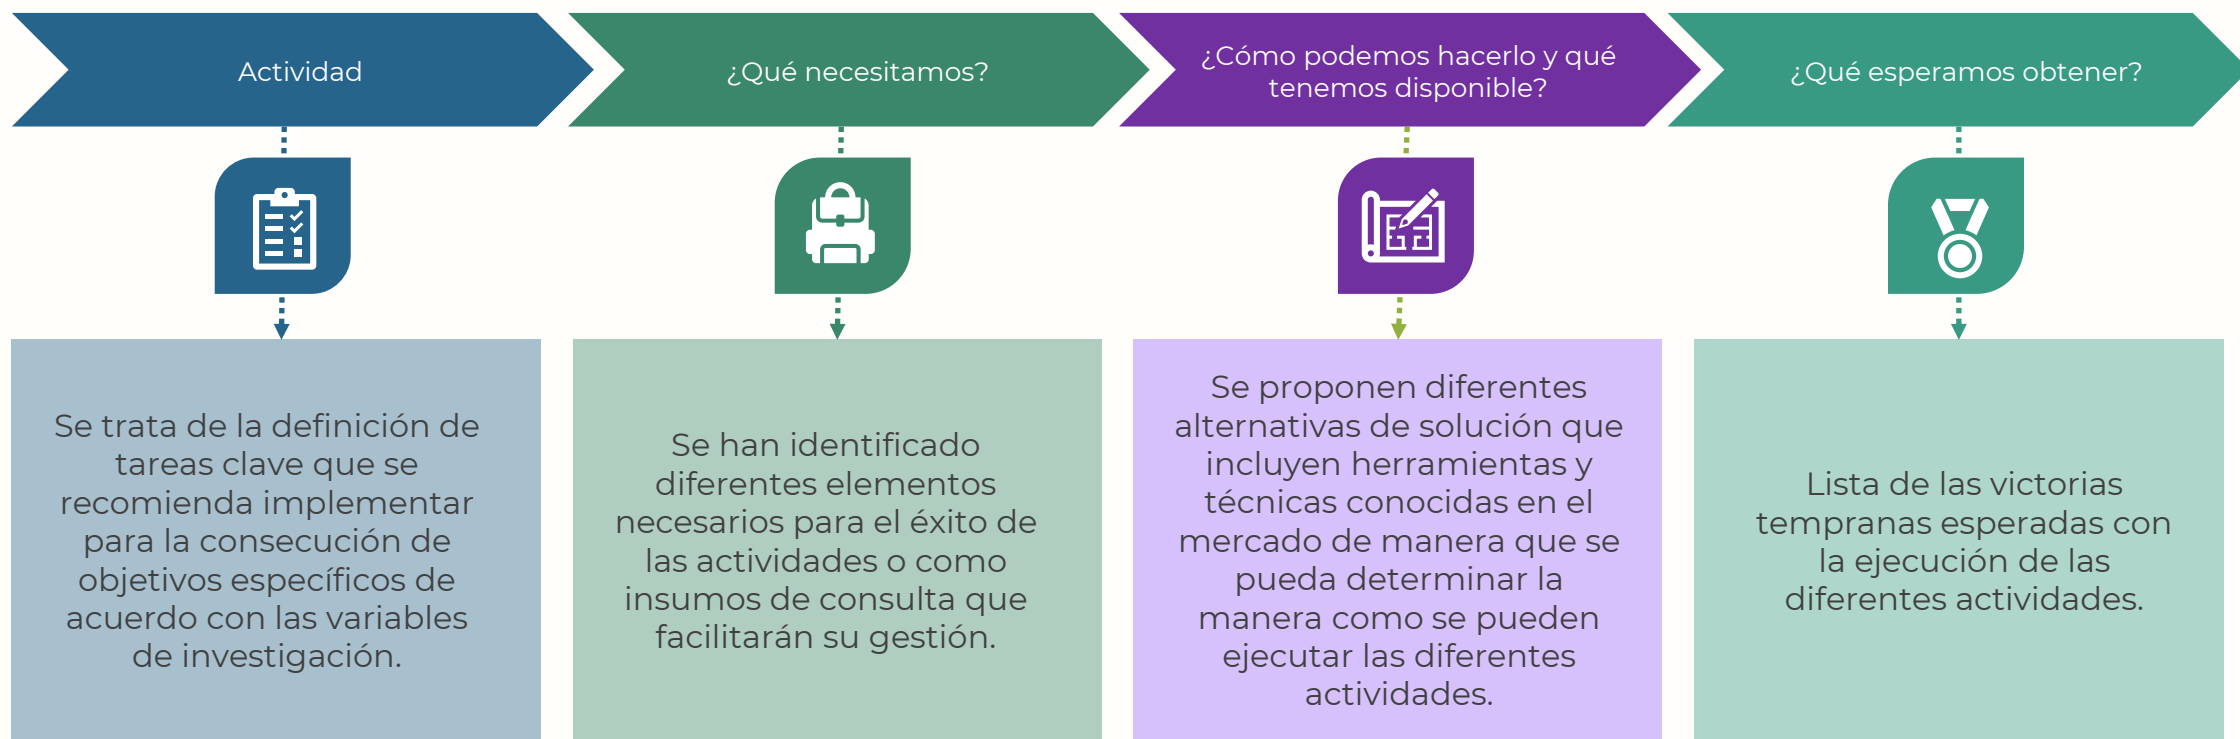 Actividad
¿Qué necesitamos?
¿Cómo podemos hacerlo y qué
tenemos disponible?
¿Qué esperamos obtener?
Se trata de la definición de
tareas clave que se
recomienda implementar
para la consecución de
objetivos específicos de
acuerdo con las variables
de investigación.
Se han identificado
diferentes elementos
necesarios para el éxito de
las actividades o como
insumos de consulta que
facilitarán su gestión.
Se proponen diferentes
alternativas de solución que
incluyen herramientas y
técnicas conocidas en el
mercado de manera que se
pueda determinar la
manera como se pueden
ejecutar las diferentes
actividades.
Lista de las victorias
tempranas esperadas con
la ejecución de las
diferentes actividades.